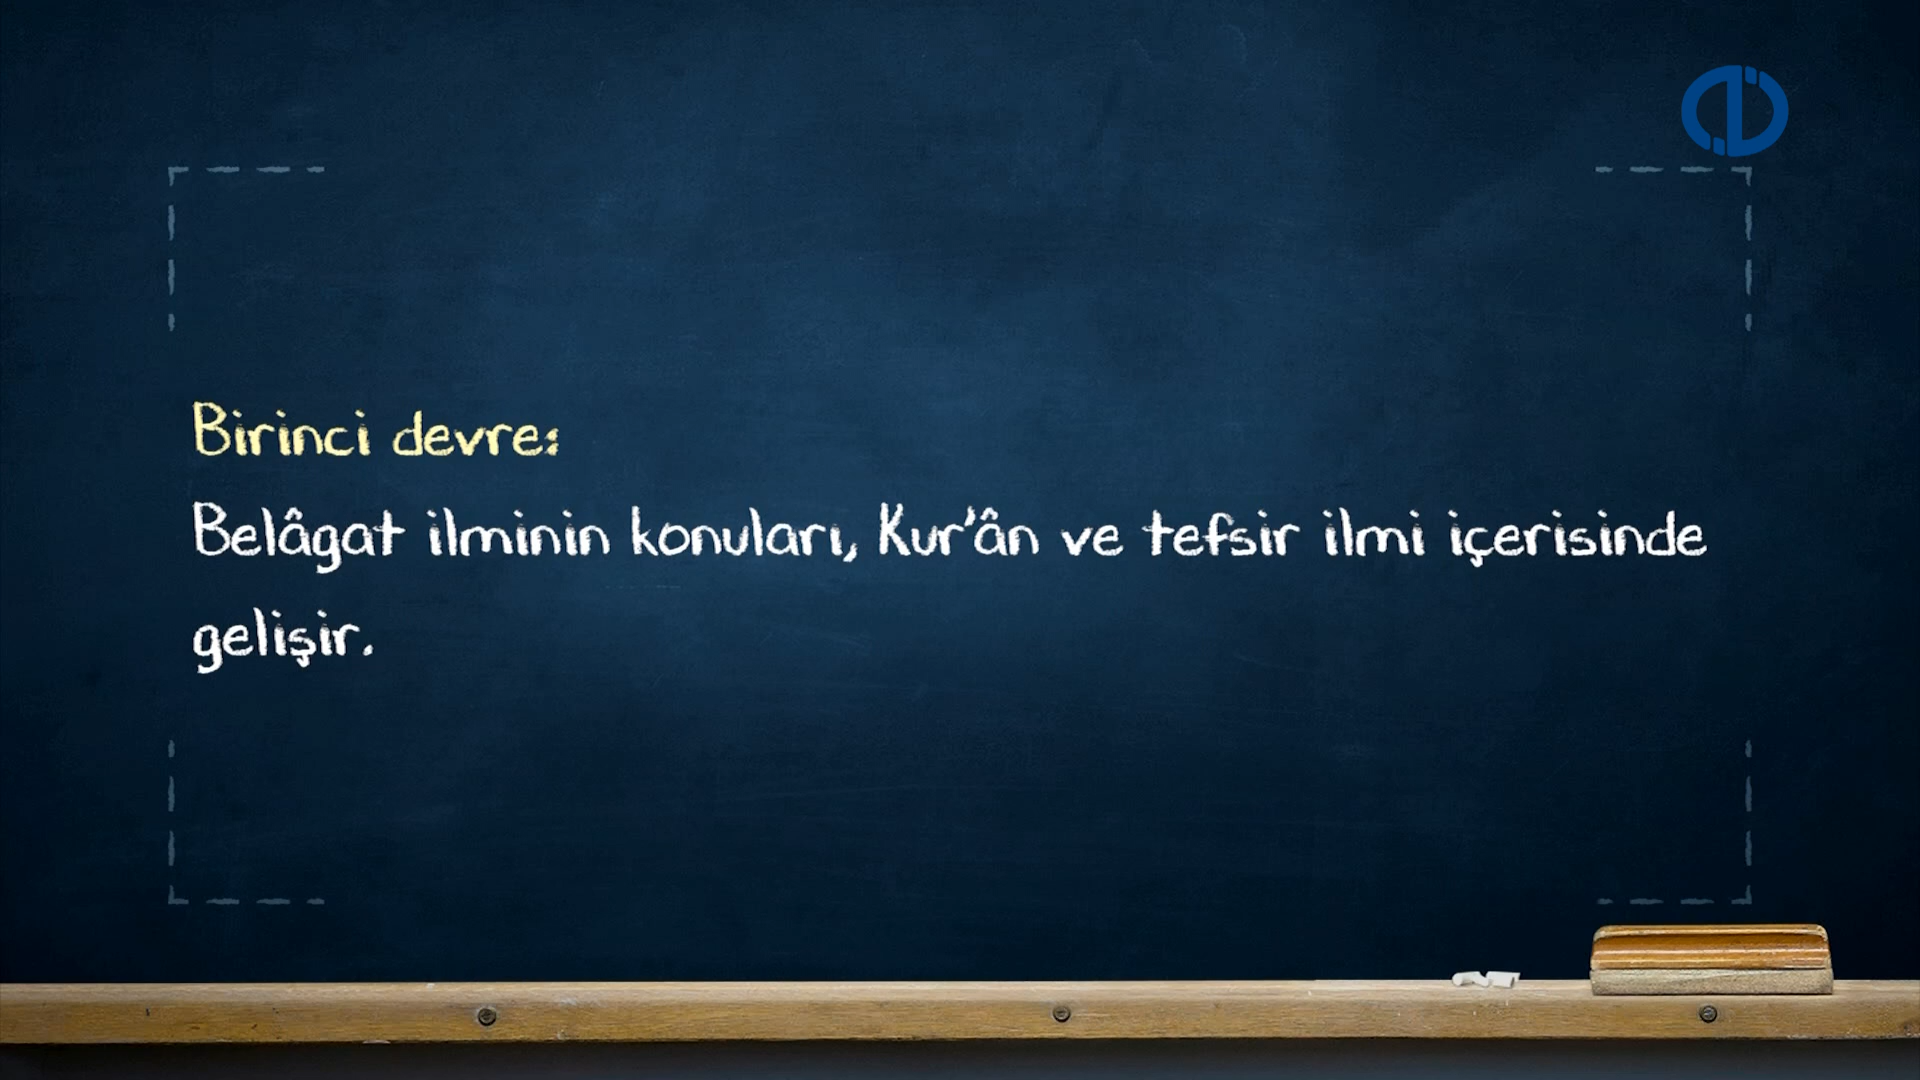 Birinci devre:
Belâgat ilminin konuları, Kur'ân ve tefsir ilmi içerisinde
gelişir.